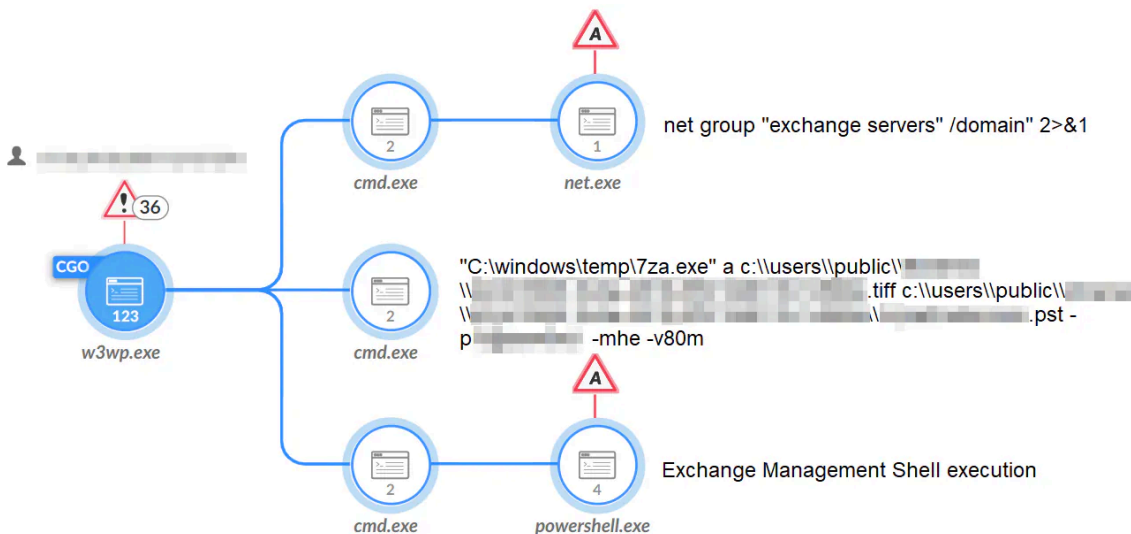 A
2
1
net group "exchange servers" /domain" 2>&1
cmd.exe
net.exe
! 36
CGO
123
w3wp.exe
2
cmd.exe
"C:\windows\temp\7za.exe" a c:\\users\\public\\
\\ .tiff c:\\users\\public\\
\\ \\ .pst -
p -mhe -v80m
A
2
4
Exchange Management Shell execution
cmd.exe
powershell.exe